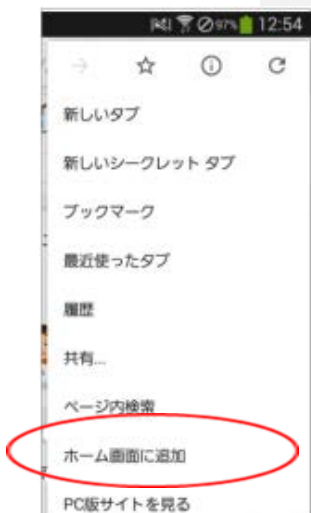 97% 12:54
新しいタブ
新しいシークレット タブ
ブックマーク
最近使ったタブ
履歴
共有...
ページ内検索
ホーム画面に追加
PC版サイトを見る